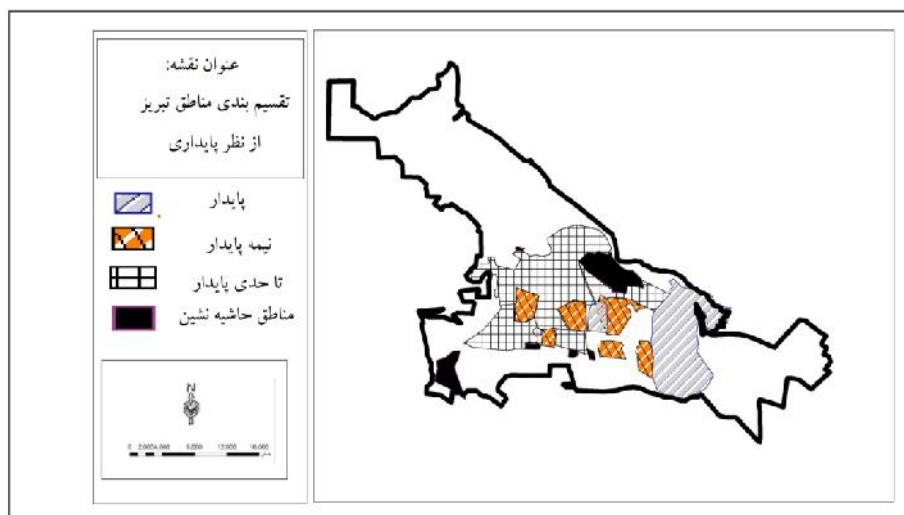 عنوان نقشه:
تقسیم بندی مناطق تبریز
از نظر پایداری
پایدار
نیمه پایدار
تا حدی پایدار
مناطق حاشیه نشین
N